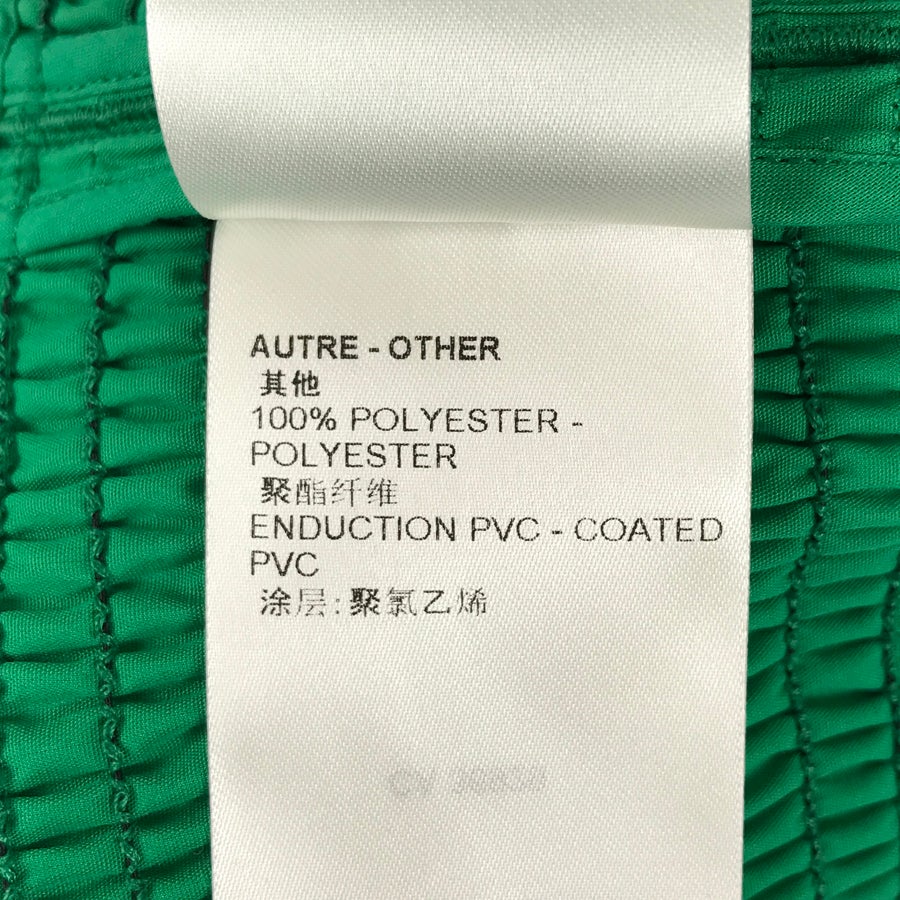 AUTRE - OTHER
其他
100% POLYESTER -
POLYESTER
聚酯纤维
ENDUCTION PVC - COATED
PVC
涂层: 聚氯乙烯
CV